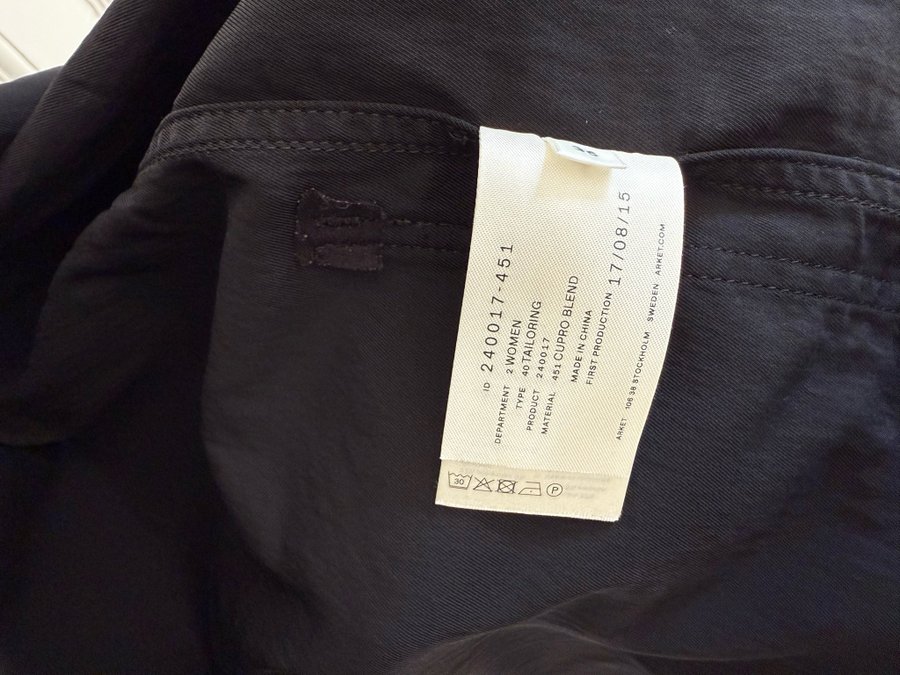 ID 240017-451
DEPARTMENT 2 WOMEN
TYPE 40 TAILORING
PRODUCT 240017
MATERIAL 451 CUPRO BLEND
MADE IN CHINA
FIRST PRODUCTION 17/08/15
ARKET 106 38 STOCKHOLM SWEDEN ARKET.COM
30
P